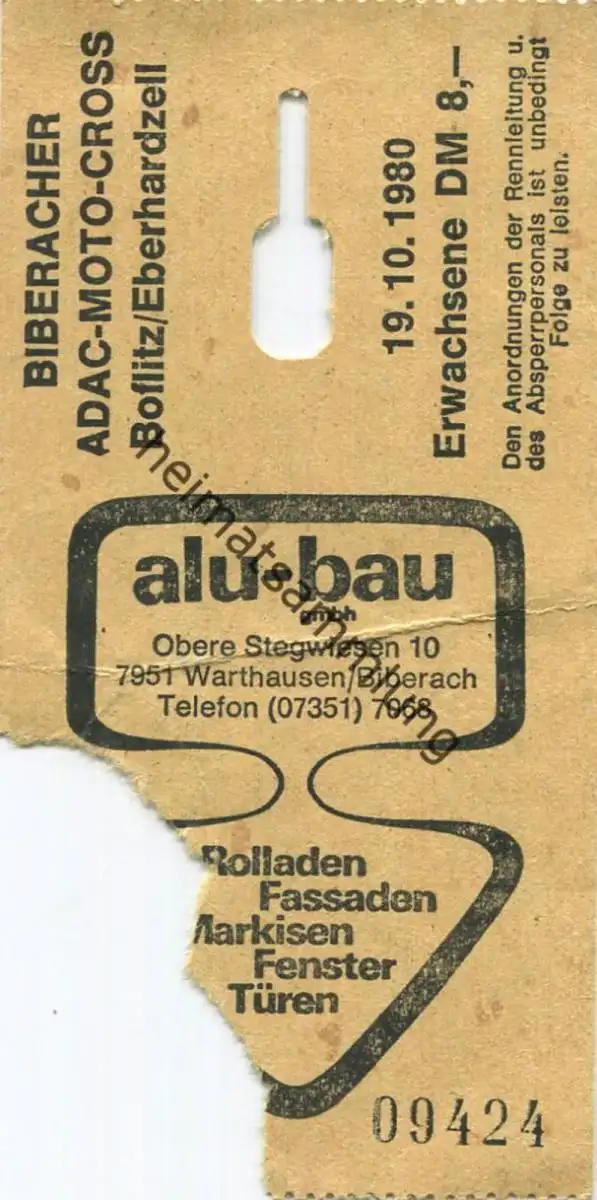 BIBERACHER
ADAC-MOTO-CROSS
Boflitz/Eberhardzell
19.10.1980
Erwachsene DM 8,—
Den Anordnungen der Rennleitung u.
des Absperrpersonals ist unbedingt
Folge zu leisten.
alu-bau
gmbh
Obere Stegwiesen 10
7951 Warthausen/Biberach
Telefon (07351) 7068
Rolladen
Fassaden
Markisen
Fenster
Türen
09424
heimatsammlung